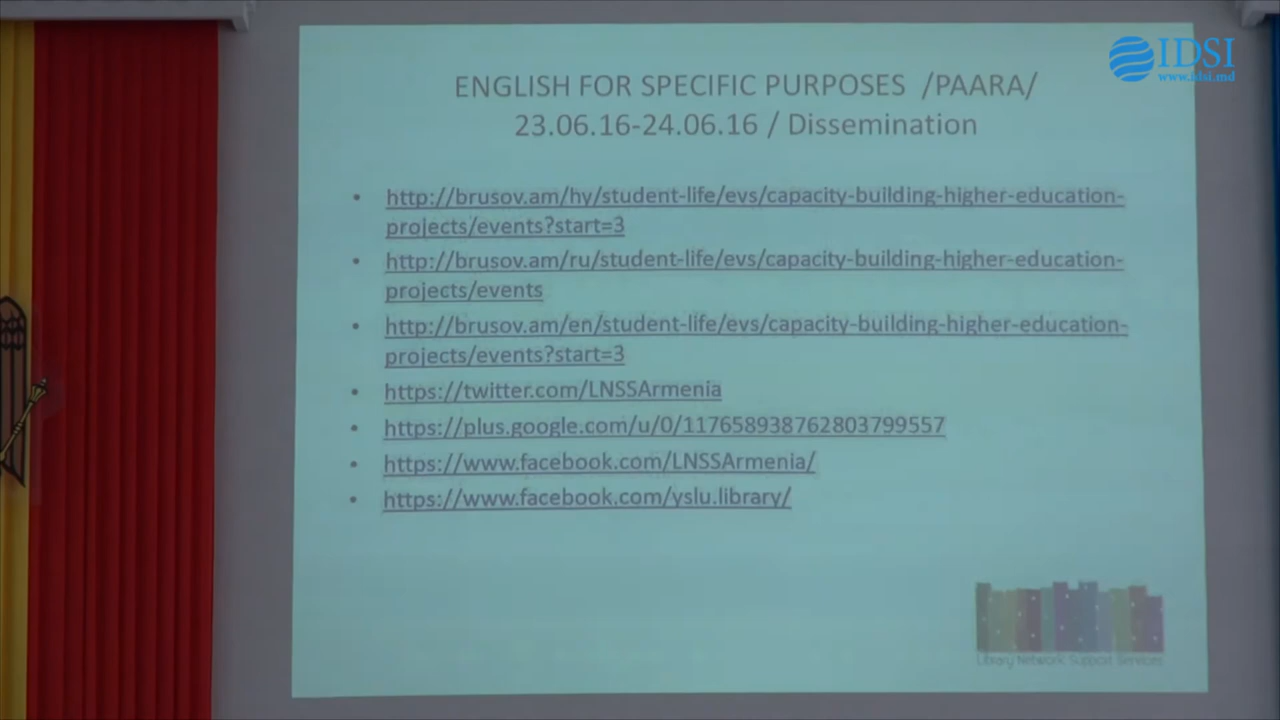 IDSI
www.idsi.md
ENGLISH FOR SPECIFIC PURPOSES /PAARA/
23.06.16-24.06.16 / Dissemination
• http://brusov.am/hy/student-life/evs/capacity-building-higher-education-
projects/events?start=3
• http://brusov.am/ru/student-life/evs/capacity-building-higher-education-
projects/events
• http://brusov.am/en/student-life/evs/capacity-building-higher-education-
projects/events?start=3
• https://twitter.com/LNSSArmenia
• https://plus.google.com/u/0/117658938762803799557
• https://www.facebook.com/LNSSArmenia/
• https://www.facebook.com/yslu.library/
Library Network Support Services